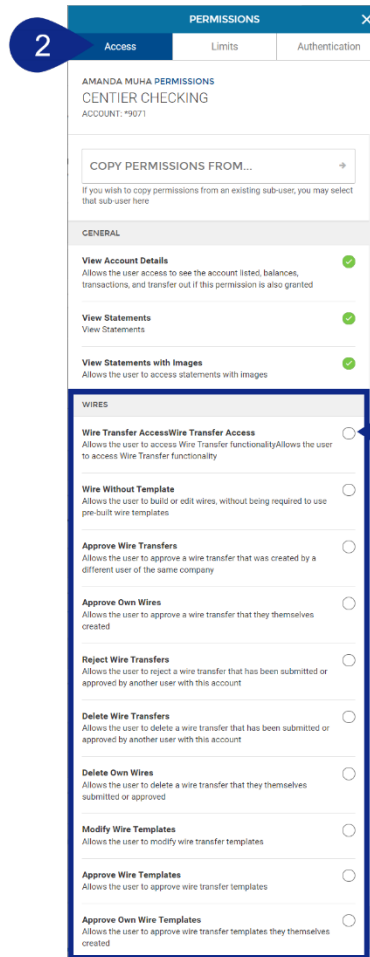 PERMISSIONS
2
Access
Limits
Authentication
AMANDA MUHA PERMISSIONS
CENTIER CHECKING
ACCOUNT: *9071
COPY PERMISSIONS FROM...
If you wish to copy permissions from an existing sub-user, you may select
that sub-user here
GENERAL
View Account Details
Allows the user access to see the account listed, balances,
transactions, and transfer out if this permission is also
granted
View Statements
View Statements
View Statements with Images
Allows the user to access statements with images
WIRES
Wire Transfer AccessWire Transfer Access
Allows the user to access Wire Transfer functionalityAllows the user
to access Wire Transfer functionality
Wire Without Template
Allows the user to build or edit wires, without being required to use
pre-built wire templates
Approve Wire Transfers
Allows the user to approve a wire transfer that was created by a
different user of the same company
Approve Own Wires
Allows the user to approve a wire transfer that they themselves
created
Reject Wire Transfers
Allows the user to reject a wire transfer that has been submitted or
approved by another user with this account
Delete Wire Transfers
Allows the user to delete a wire transfer that has been submitted or
approved by another user with this account
Delete Own Wires
Allows the user to delete a wire transfer that they themselves
submitted or approved
Modify Wire Templates
Allows the user to modify wire transfer templates
Approve Wire Templates
Allows the user to approve wire transfer templates
Approve Own Wire Templates
Allows the user to approve wire transfer templates they themselves
created